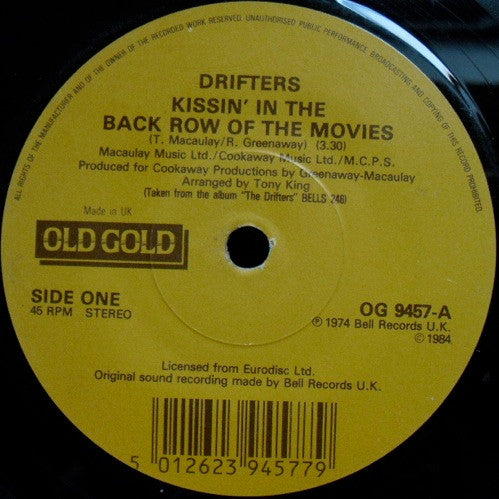 ALL RIGHTS OF THE MANUFACTURER AND OF THE OWNER OF THE RECORDED WORK RESERVED. UNAUTHORISED PUBLIC PERFORMANCE, BROADCASTING AND COPYING OF THIS RECORD PROHIBITED.
DRIFTERS
KISSIN' IN THE
BACK ROW OF THE MOVIES
(T. Macaulay/R. Greenaway) (3.30)
Macaulay Music Ltd./Cookaway Music Ltd./M.C.P.S.
Produced for Cookaway Productions by Greenaway-Macaulay
Arranged by Tony King
(Taken from the album "The Drifters" BELLS 246)
Made in UK
OLD GOLD
SIDE ONE
45 RPM STEREO
OG 9457-A
℗ 1974 Bell Records U.K.
© 1984
Licensed from Eurodisc Ltd.
Original sound recording made by Bell Records U.K.
5 012623 945779